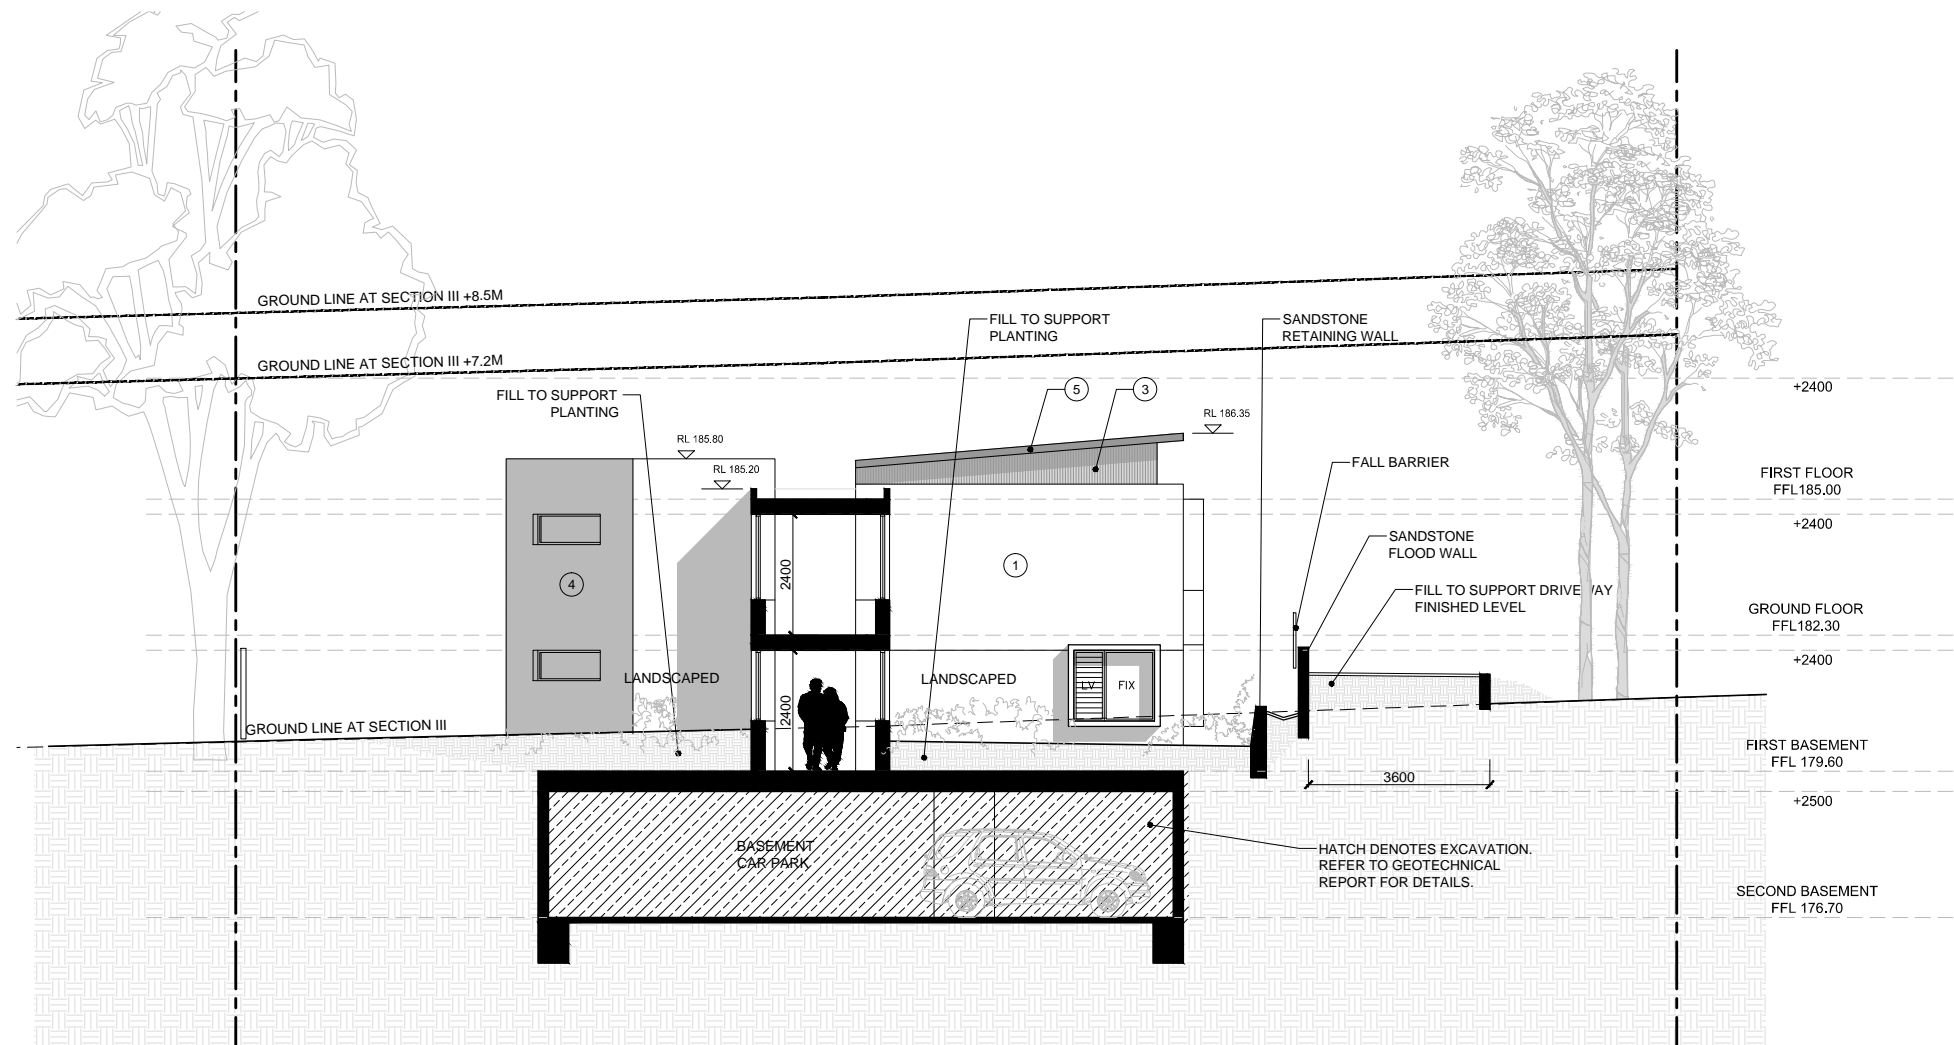 GROUND LINE AT SECTION III +8.5M
FILL TO SUPPORT
PLANTING
SANDSTONE
RETAINING WALL
GROUND LINE AT SECTION III +7.2M
+2400
FILL TO SUPPORT
PLANTING
5
3
RL 186.35
RL 185.80
RL 185.20
FALL BARRIER
FIRST FLOOR
FFL185.00
+2400
SANDSTONE
FLOOD WALL
1
4
2400
FILL TO SUPPORT DRIVEWAY
FINISHED LEVEL
GROUND FLOOR
FFL182.30
+2400
LANDSCAPED
LANDSCAPED
LV
FIX
2400
GROUND LINE AT SECTION III
FIRST BASEMENT
FFL 179.60
3600
+2500
BASEMENT
CAR PARK
HATCH DENOTES EXCAVATION.
REFER TO GEOTECHNICAL
REPORT FOR DETAILS.
SECOND BASEMENT
FFL 176.70